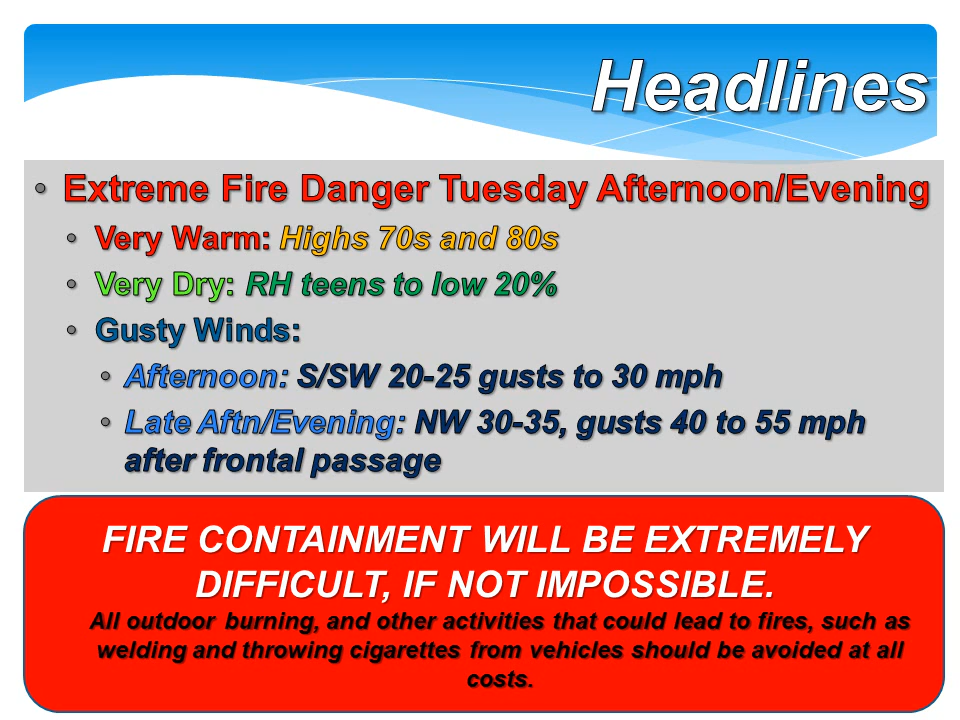 Headlines
• Extreme Fire Danger Tuesday Afternoon/Evening
• Very Warm: Highs 70s and 80s
• Very Dry: RH teens to low 20%
• Gusty Winds:
• Afternoon: S/SW 20-25 gusts to 30 mph
• Late Aftn/Evening: NW 30-35, gusts 40 to 55 mph
after frontal passage
FIRE CONTAINMENT WILL BE EXTREMELY
DIFFICULT, IF NOT IMPOSSIBLE.
All outdoor burning, and other activities that could lead to fires, such as
welding and throwing cigarettes from vehicles should be avoided at all
costs.